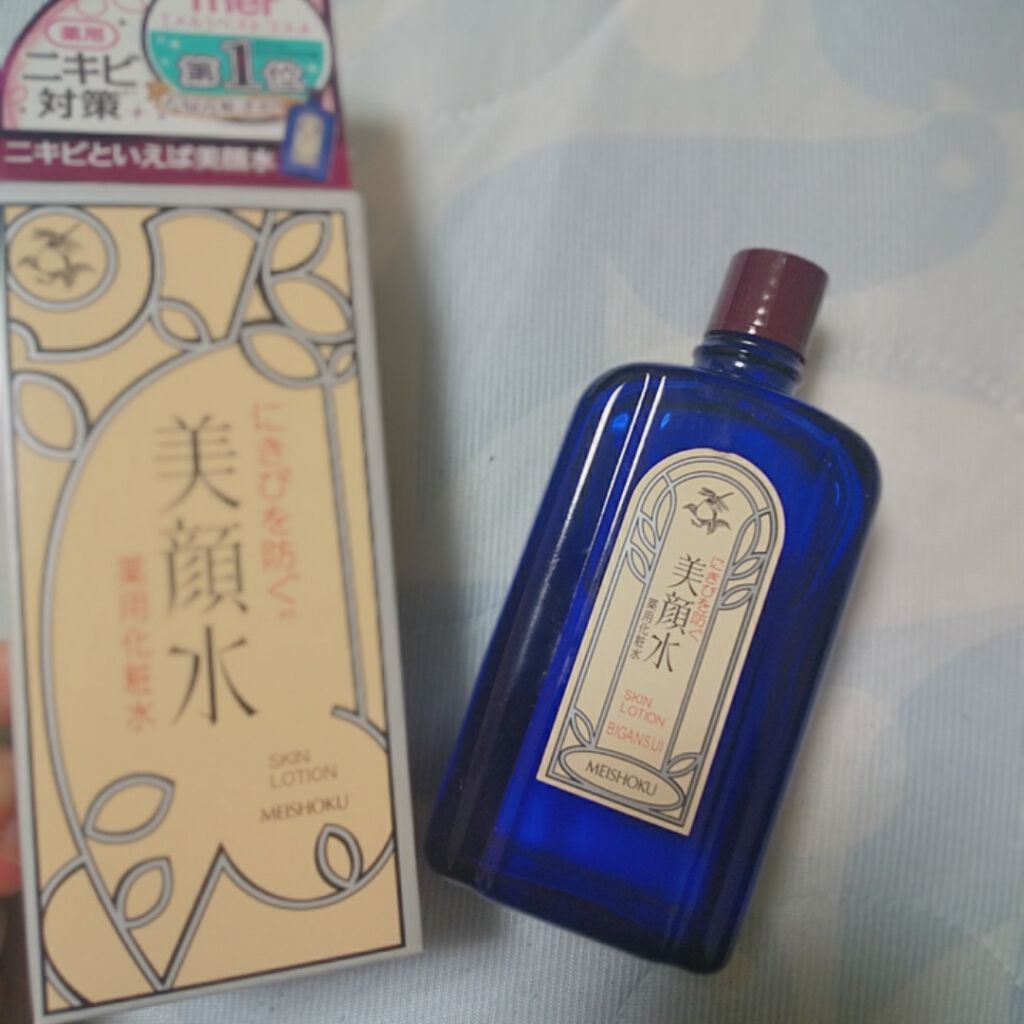 mer
第1位
薬用
ニキビ
対策
ニキビといえば美顔水
にきびを防ぐ
美顔水
薬用化粧水
SKIN
LOTION
MEISHOKU
にきびを防ぐ
美顔水
薬用化粧水
SKIN
LOTION
BIGANSUI
MEISHOKU